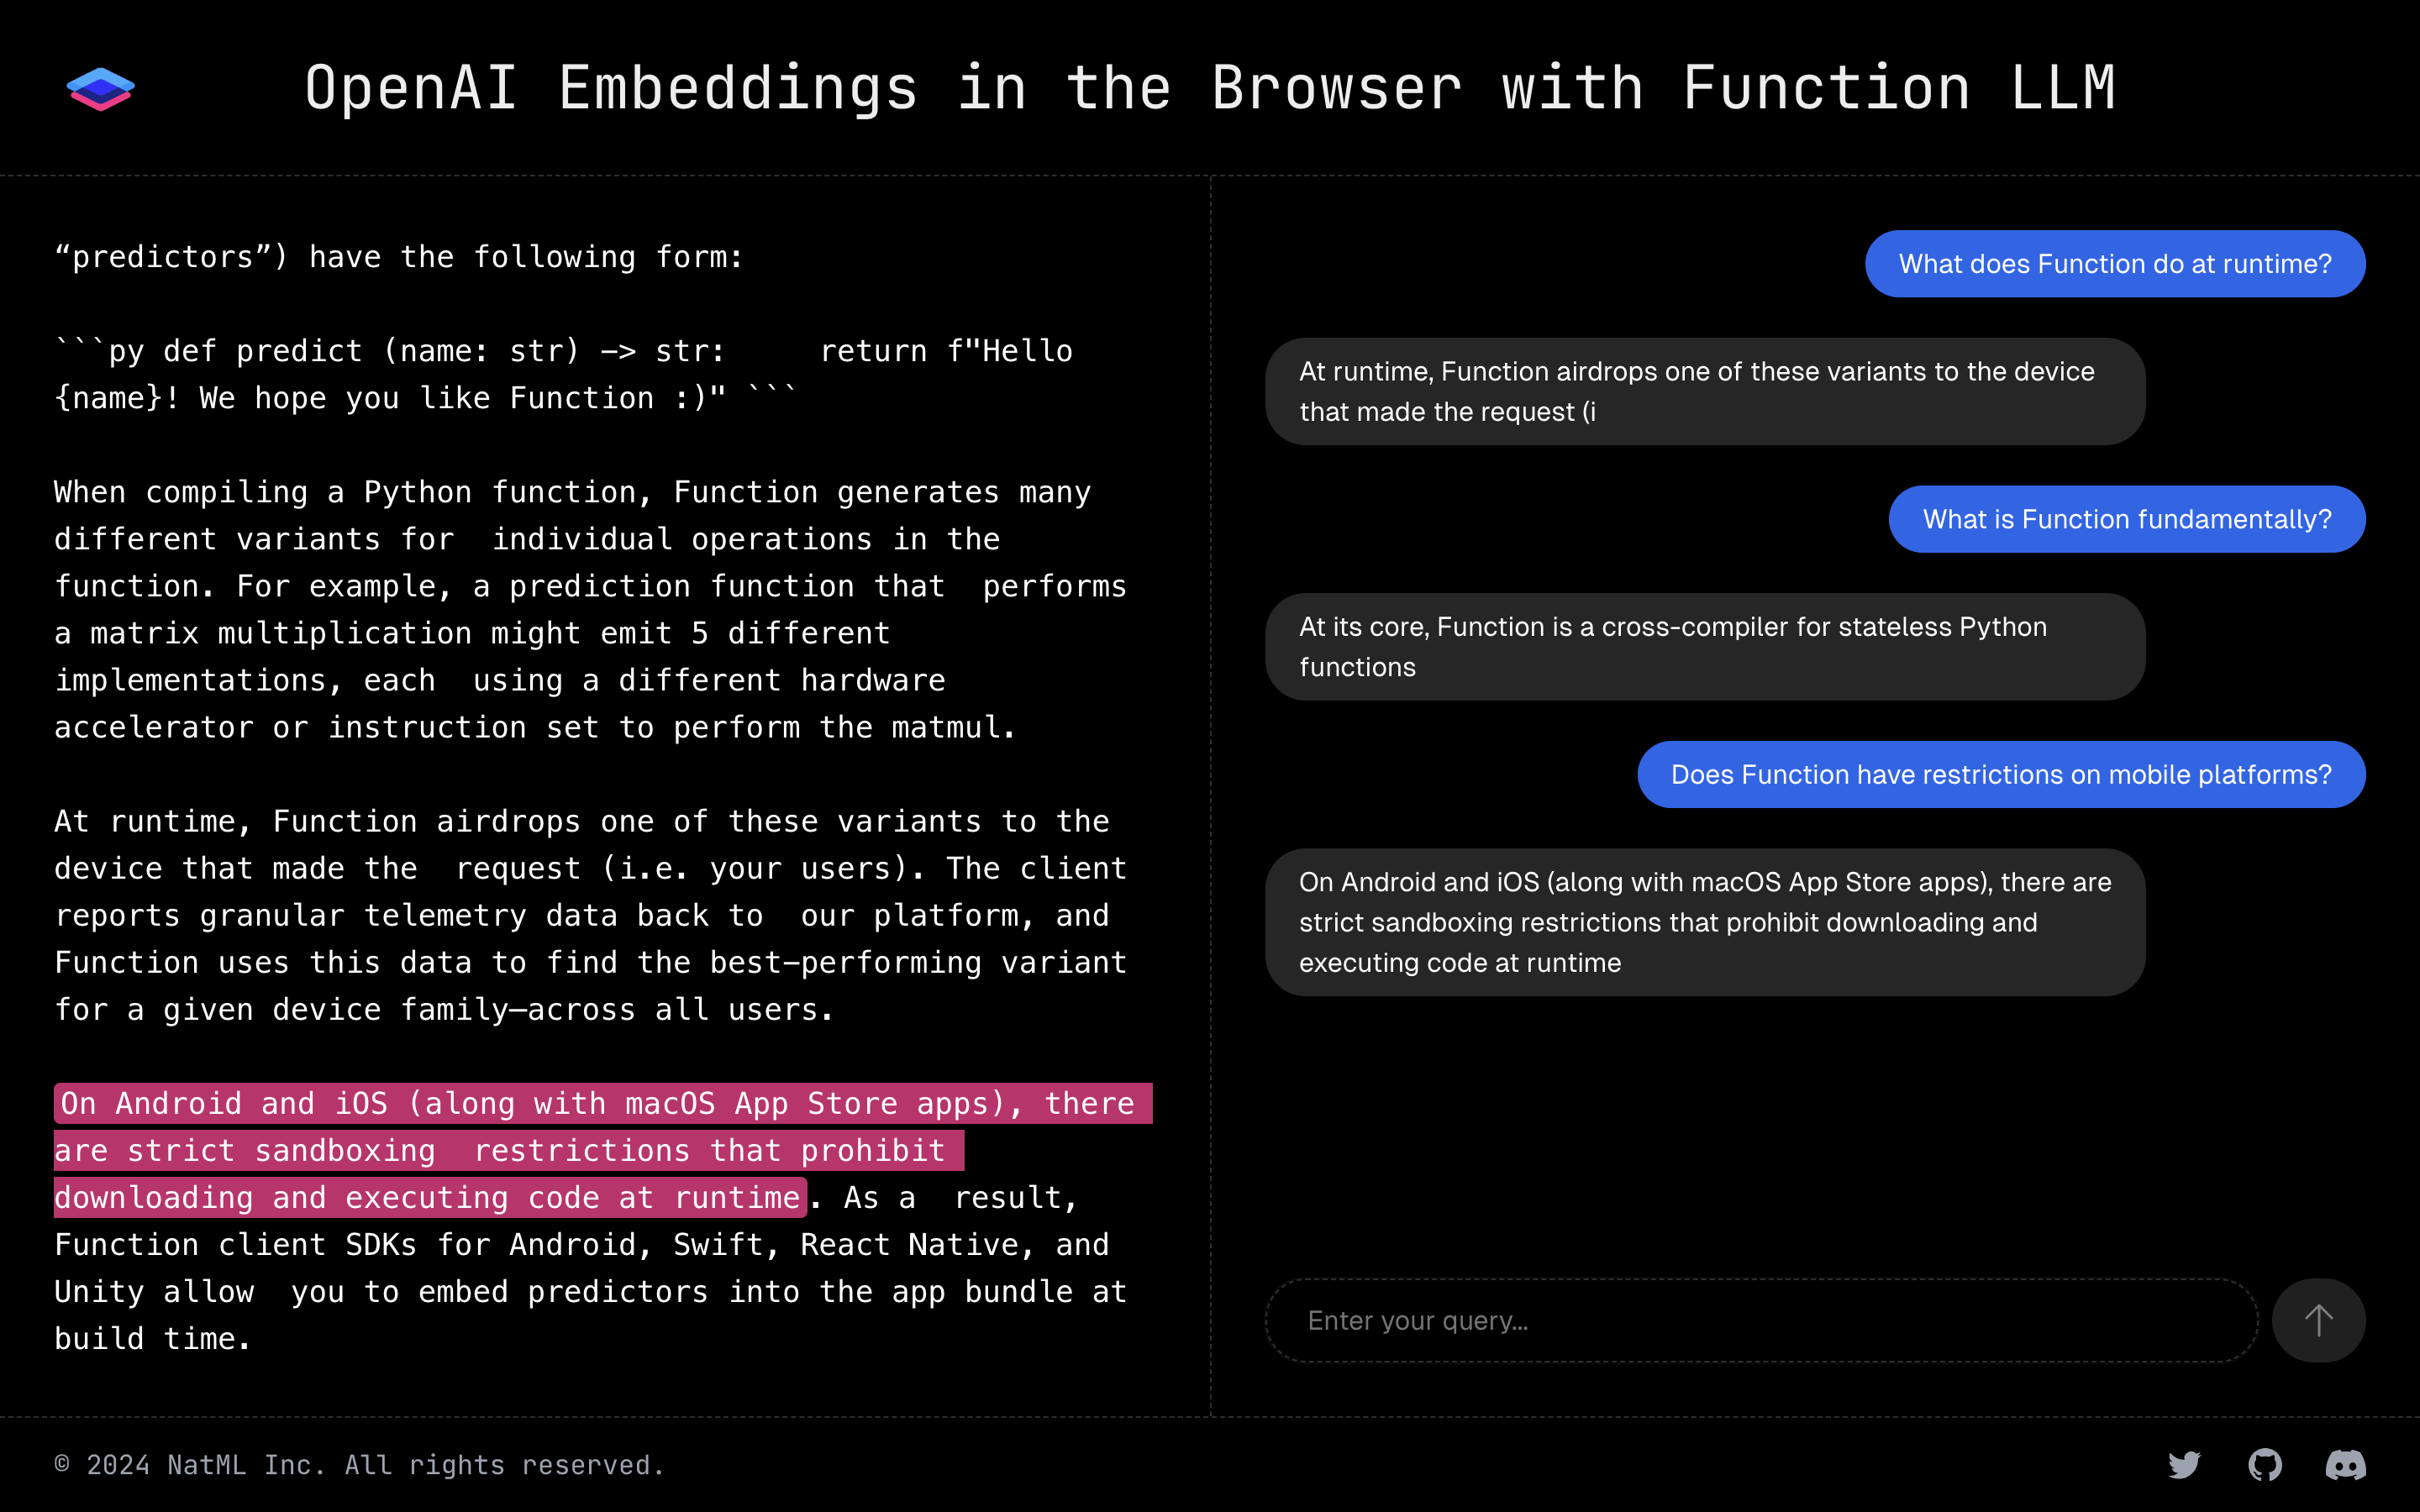 OpenAI Embeddings in the Browser with Function LLM
“predictors”) have the following form:
```py def predict (name: str) -> str:     return f"Hello
{name}! We hope you like Function :)" ```
When compiling a Python function, Function generates many
different variants for  individual operations in the
function. For example, a prediction function that  performs
a matrix multiplication might emit 5 different
implementations, each  using a different hardware
accelerator or instruction set to perform the matmul.
At runtime, Function airdrops one of these variants to the
device that made the  request (i.e. your users). The client
reports granular telemetry data back to  our platform, and
Function uses this data to find the best-performing variant
for a given device family—across all users.
On Android and iOS (along with macOS App Store apps), there
are strict sandboxing  restrictions that prohibit
downloading and executing code at runtime. As a  result,
Function client SDKs for Android, Swift, React Native, and
Unity allow  you to embed predictors into the app bundle at
build time.
What does Function do at runtime?
At runtime, Function airdrops one of these variants to the device
that made the request (i
What is Function fundamentally?
At its core, Function is a cross-compiler for stateless Python
functions
Does Function have restrictions on mobile platforms?
On Android and iOS (along with macOS App Store apps), there are
strict sandboxing restrictions that prohibit downloading and
executing code at runtime
Enter your query...
© 2024 NatML Inc. All rights reserved.